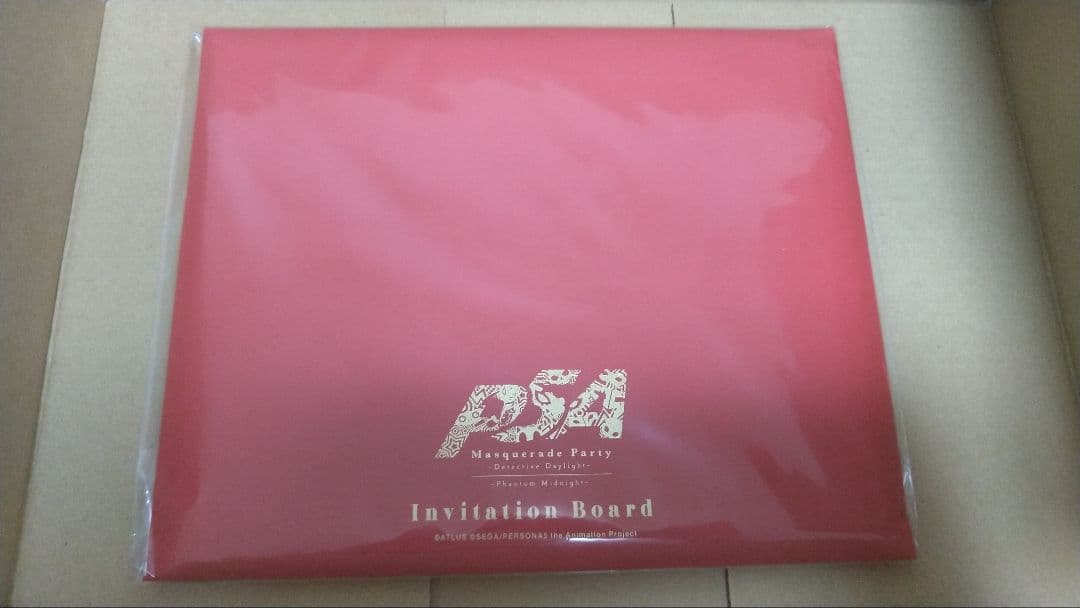 P5A
Masquerade Party
-Detective Daylight-
-Phantom Midnight-
Invitation Board
©ATLUS ©SEGA/PERSONA5 the Animation Project